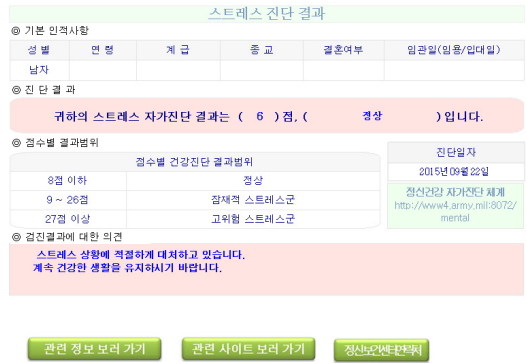 스트레스 진단 결과
◎ 기본 인적사항
성 별 연 령 계 급 종 교 결혼여부 임관일(임용/입대일)
남자
◎ 진 단 결 과
귀하의 스트레스 자가진단 결과는 ( 6 ) 점, ( 정상 ) 입니다.
◎ 점수별 결과범위
점수별 건강진단 결과범위
8점 이하 정상
9 ~ 26점 잠재적 스트레스군
27점 이상 고위험 스트레스군
진단일자
2015년 09월 22일
정신건강 자가진단 체계
http://www4.army.mil:8072/
mental
◎ 검진결과에 대한 의견
스트레스 상황에 적절하게 대처하고 있습니다.
계속 건강한 생활을 유지하시기 바랍니다.
관련 정보 보러 가기 관련 사이트 보러 가기 정신보건센터연락처